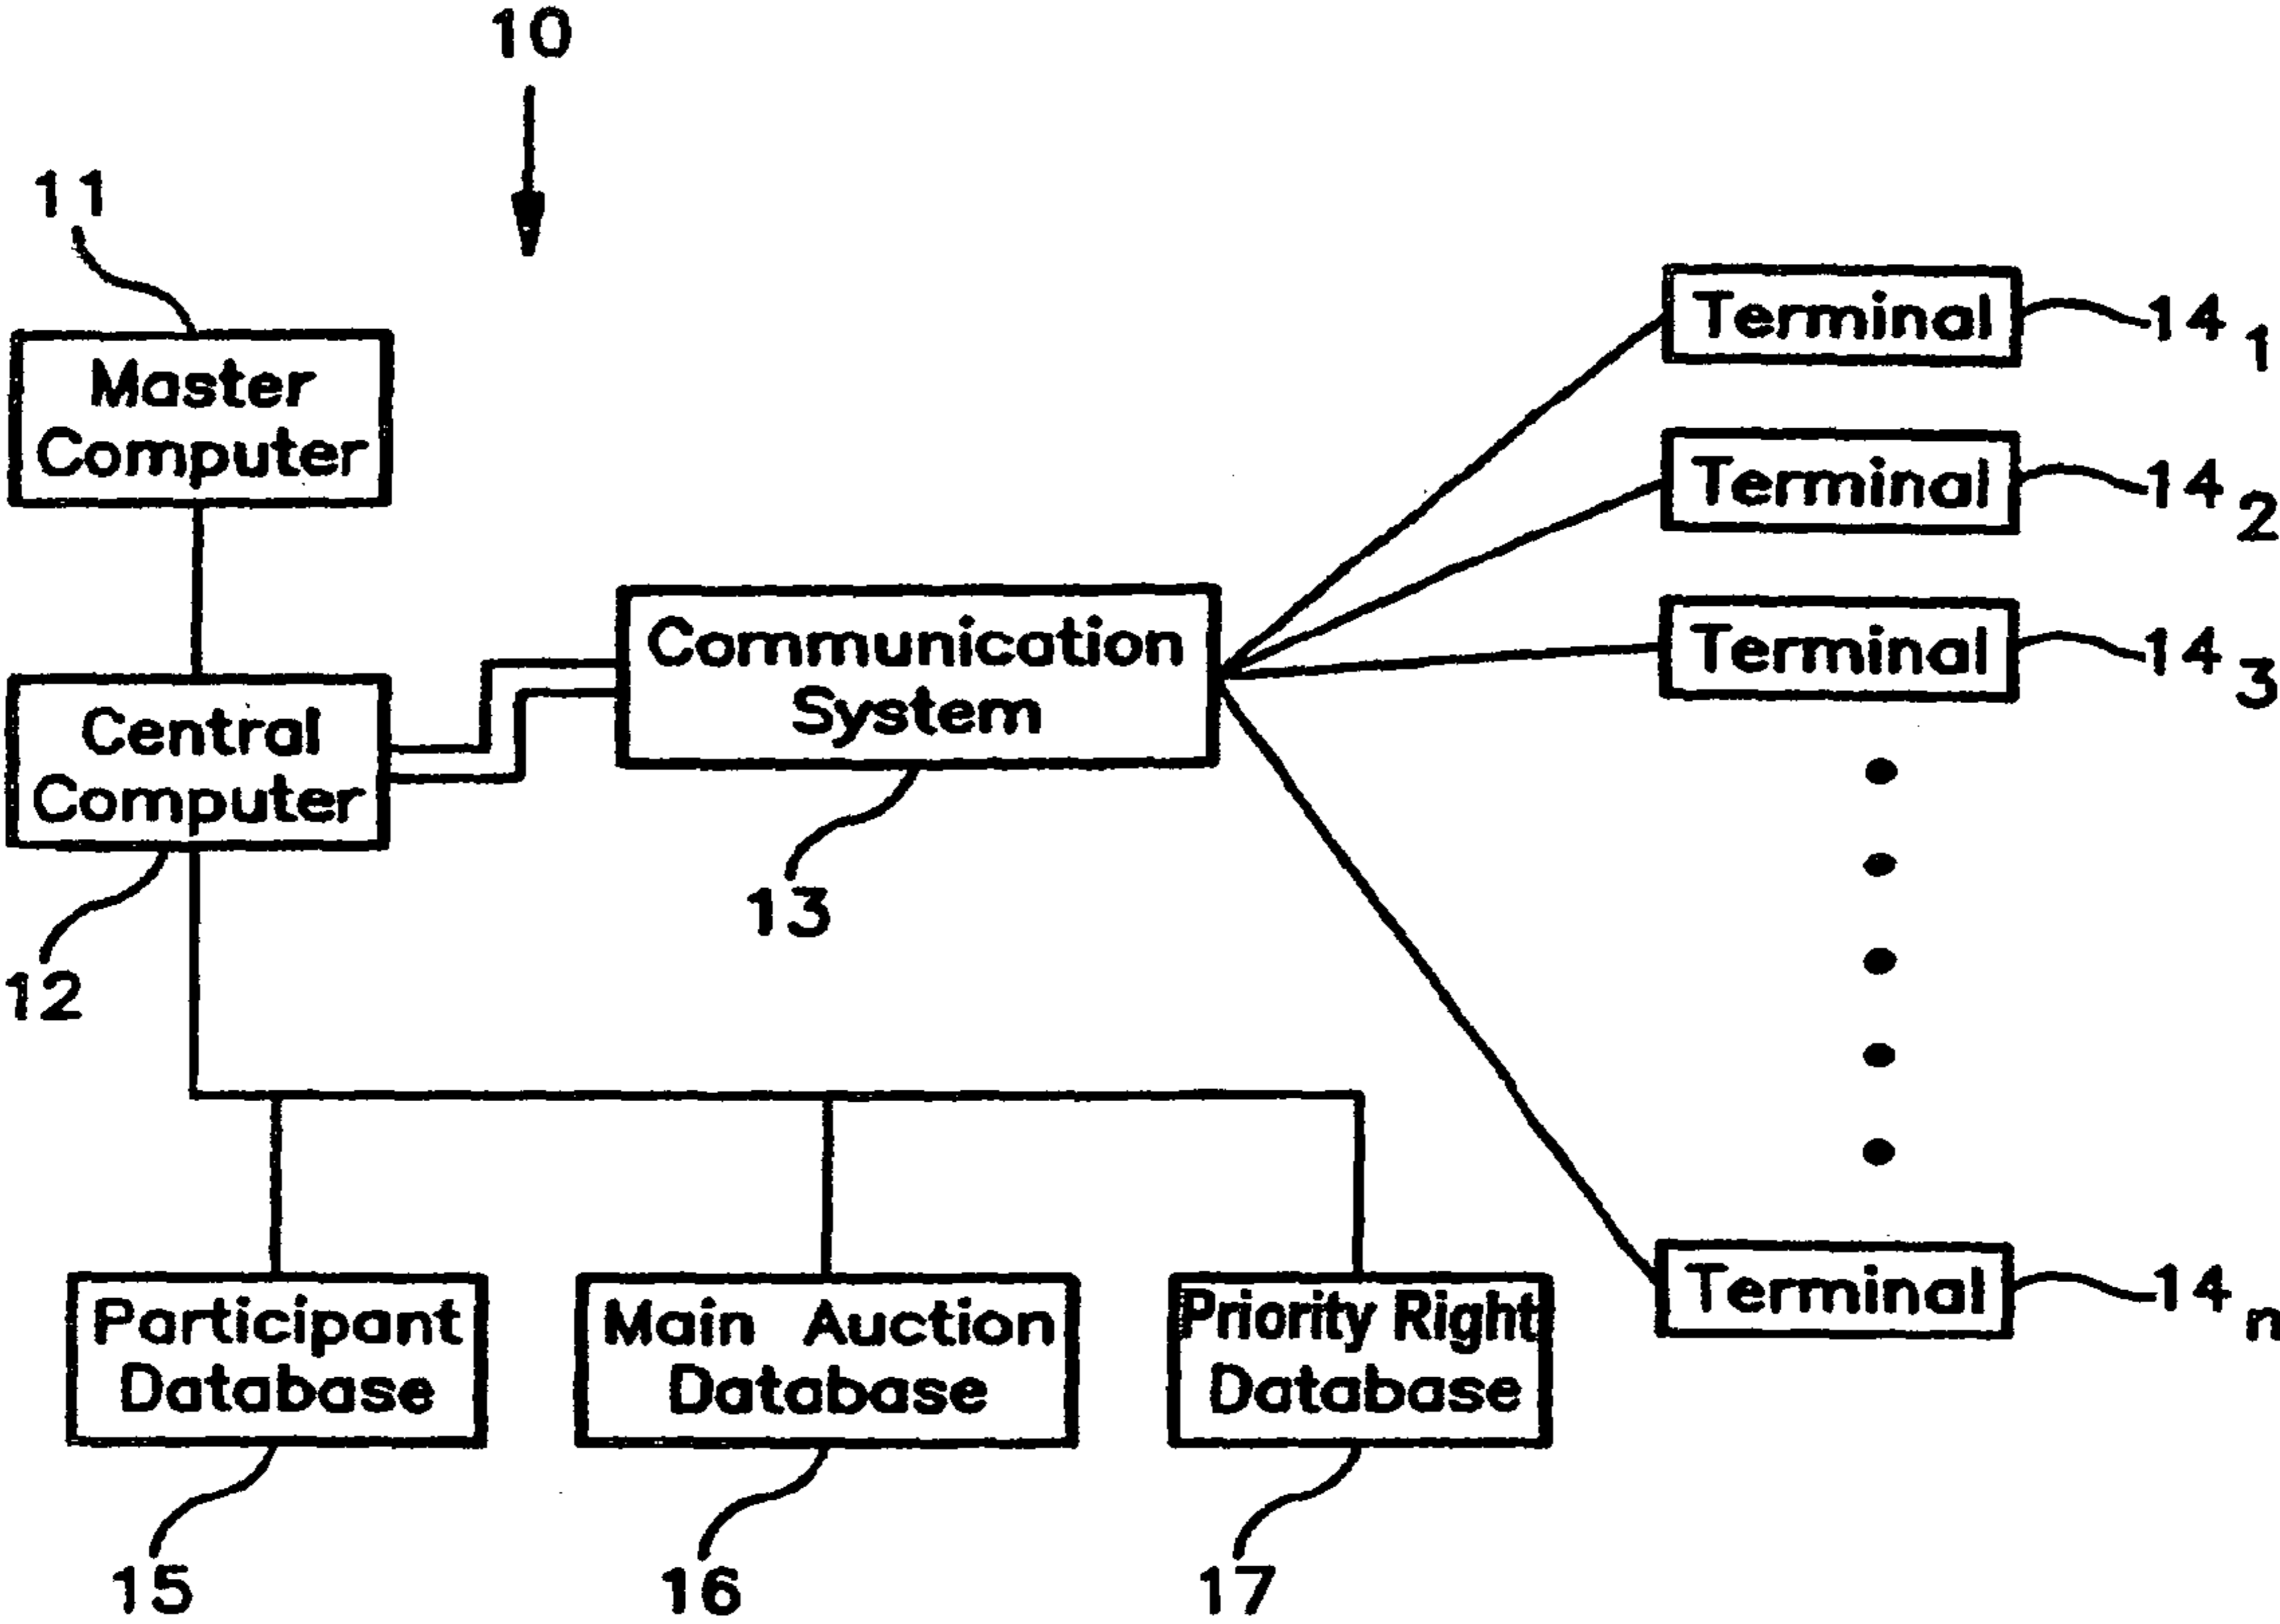 10
11
Master
Computer
Terminal
14 1
Terminal
14 2
Communication
System
Terminal
14 3
Central
Computer
13
12
Terminal
14 n
Participant
Database
Main Auction
Database
Priority Right
Database
15
16
17